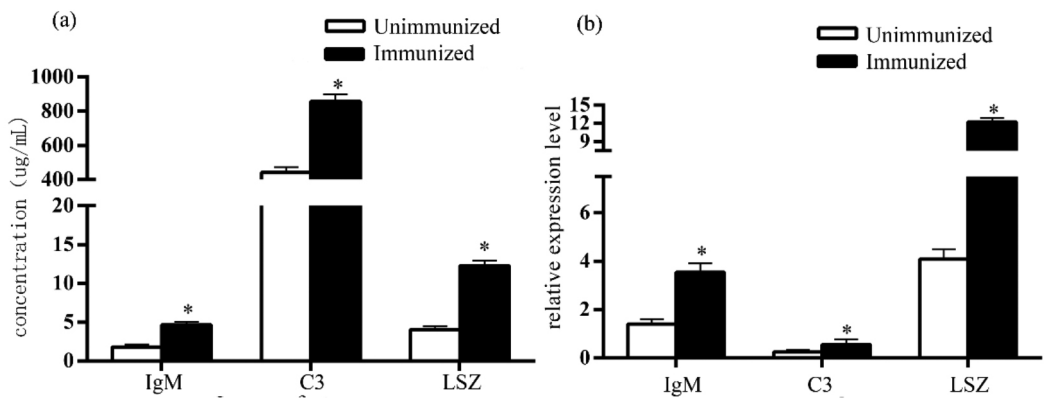 (a)
Unimmunized
Immunized
concentration (ug/mL)
1000
800
600
400
20
15
10
5
0
*
*
*
IgM
C3
LSZ
(b)
Unimmunized
Immunized
relative expression level
15
12
9
6
4
2
0
*
*
*
IgM
C3
LSZ